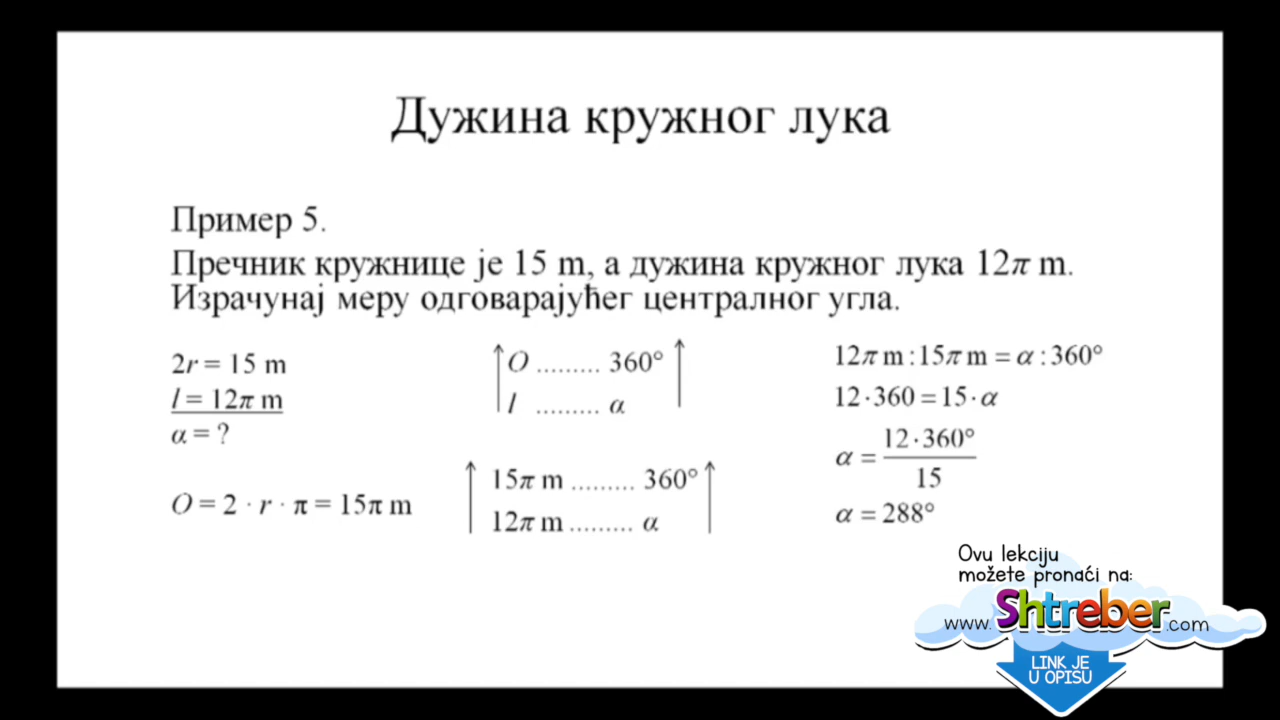 Дужина кружног лука
Пример 5.
Пречник кружнице је 15 m, а дужина кружног лука 12π m.
Израчунај меру одговарајућег централног угла.
2r = 15 m
l = 12π m
α = ?
O = 2 · r · π = 15π m
O ......... 360°
l ......... α
15π m ......... 360°
12π m ......... α
12π m : 15π m = α : 360°
12 · 360 = 15 · α
α = 12 · 360° / 15
α = 288°
Ovu lekciju
možete pronaći na:
www.Shtreber.com
LINK JE
U OPISU